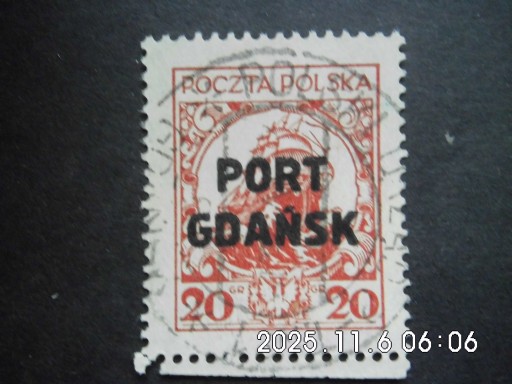 POCZTA POLSKA
PORT
GDAŃSK
GR GR
20 20
2025.11.6 06:06